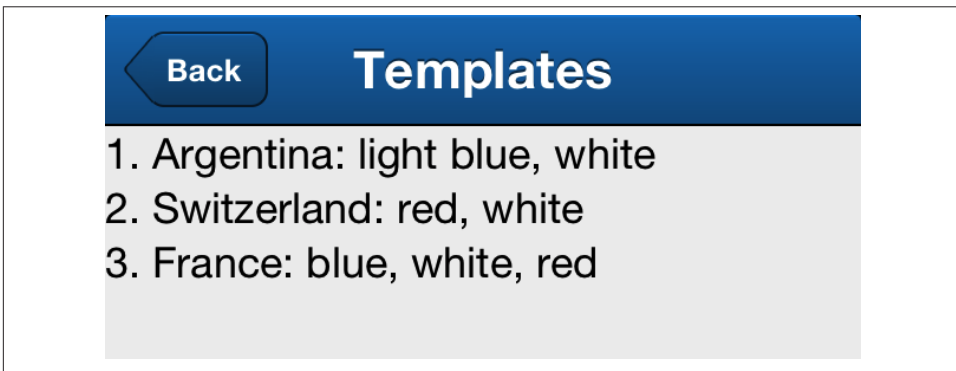 Back
Templates
1. Argentina: light blue, white
2. Switzerland: red, white
3. France: blue, white, red